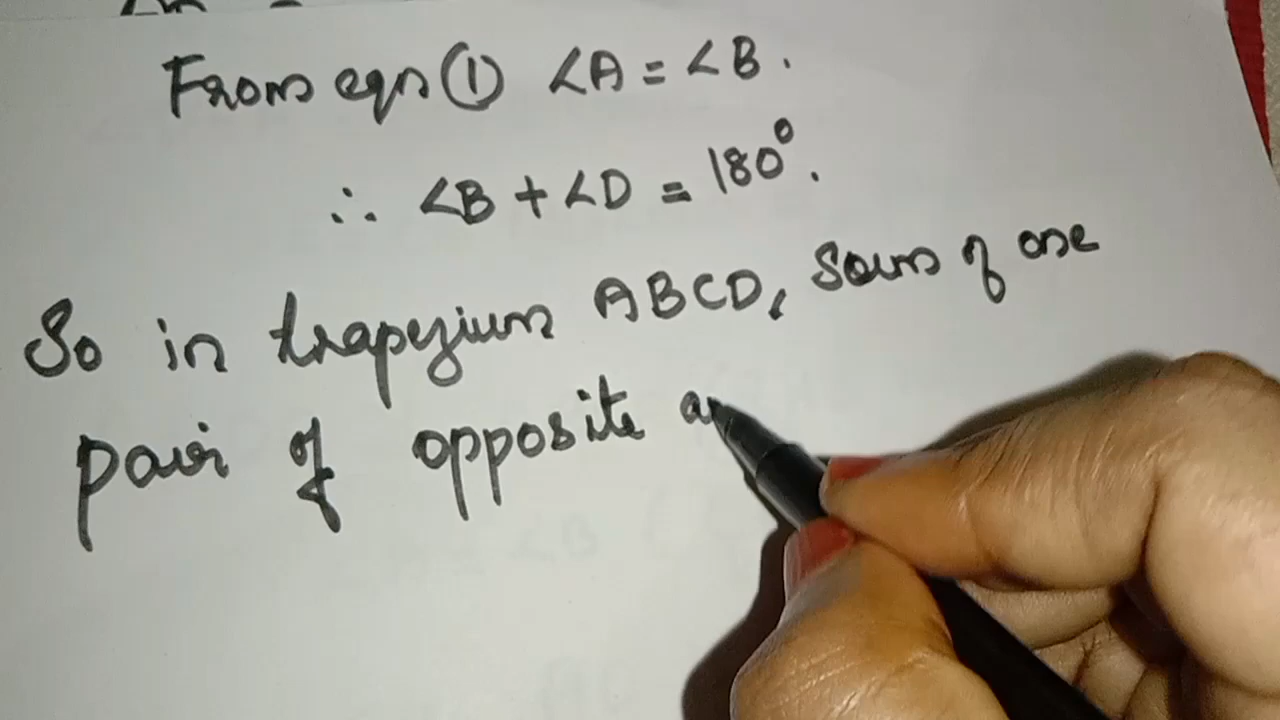 From eqn ① ∠A = ∠B.
∴ ∠B + ∠D = 180°.
So in trapezium ABCD, Sum of one
pair of opposite